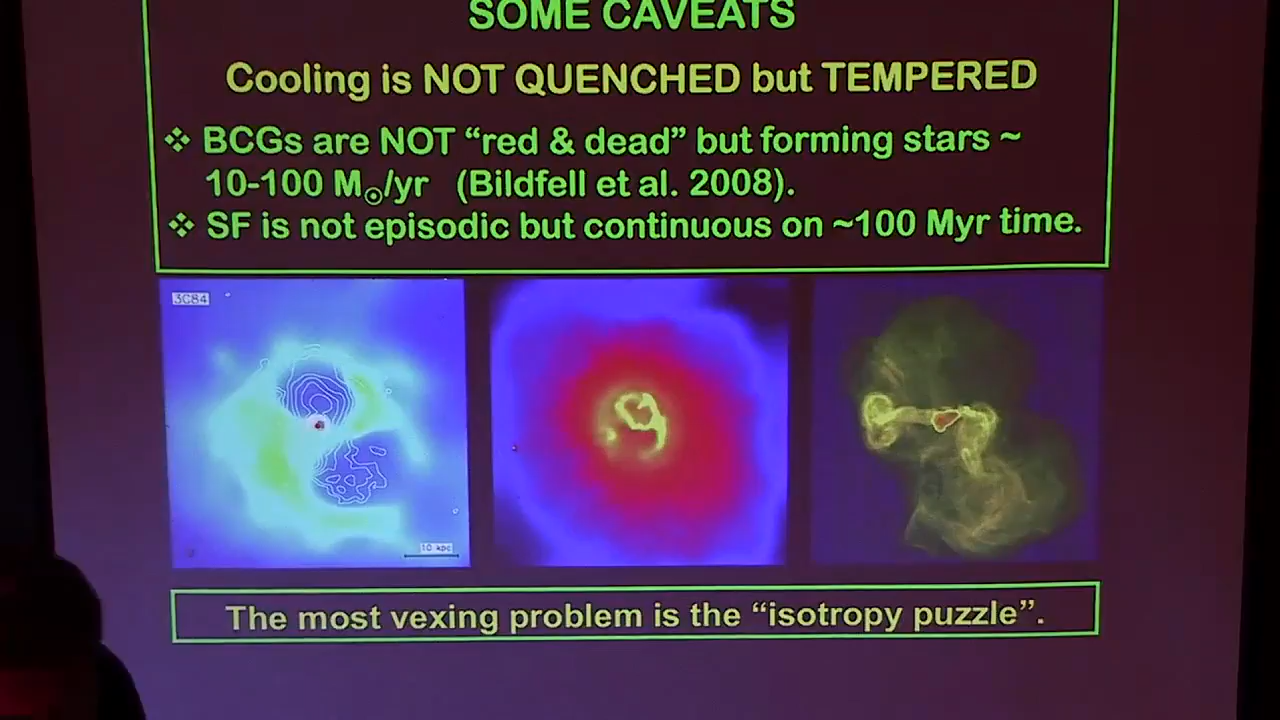 SOME CAVEATS
Cooling is NOT QUENCHED but TEMPERED
❖ BCGs are NOT “red & dead” but forming stars ~
10-100 M☉/yr (Bildfell et al. 2008).
❖ SF is not episodic but continuous on ~100 Myr time.
3C84
10 kpc
The most vexing problem is the “isotropy puzzle”.